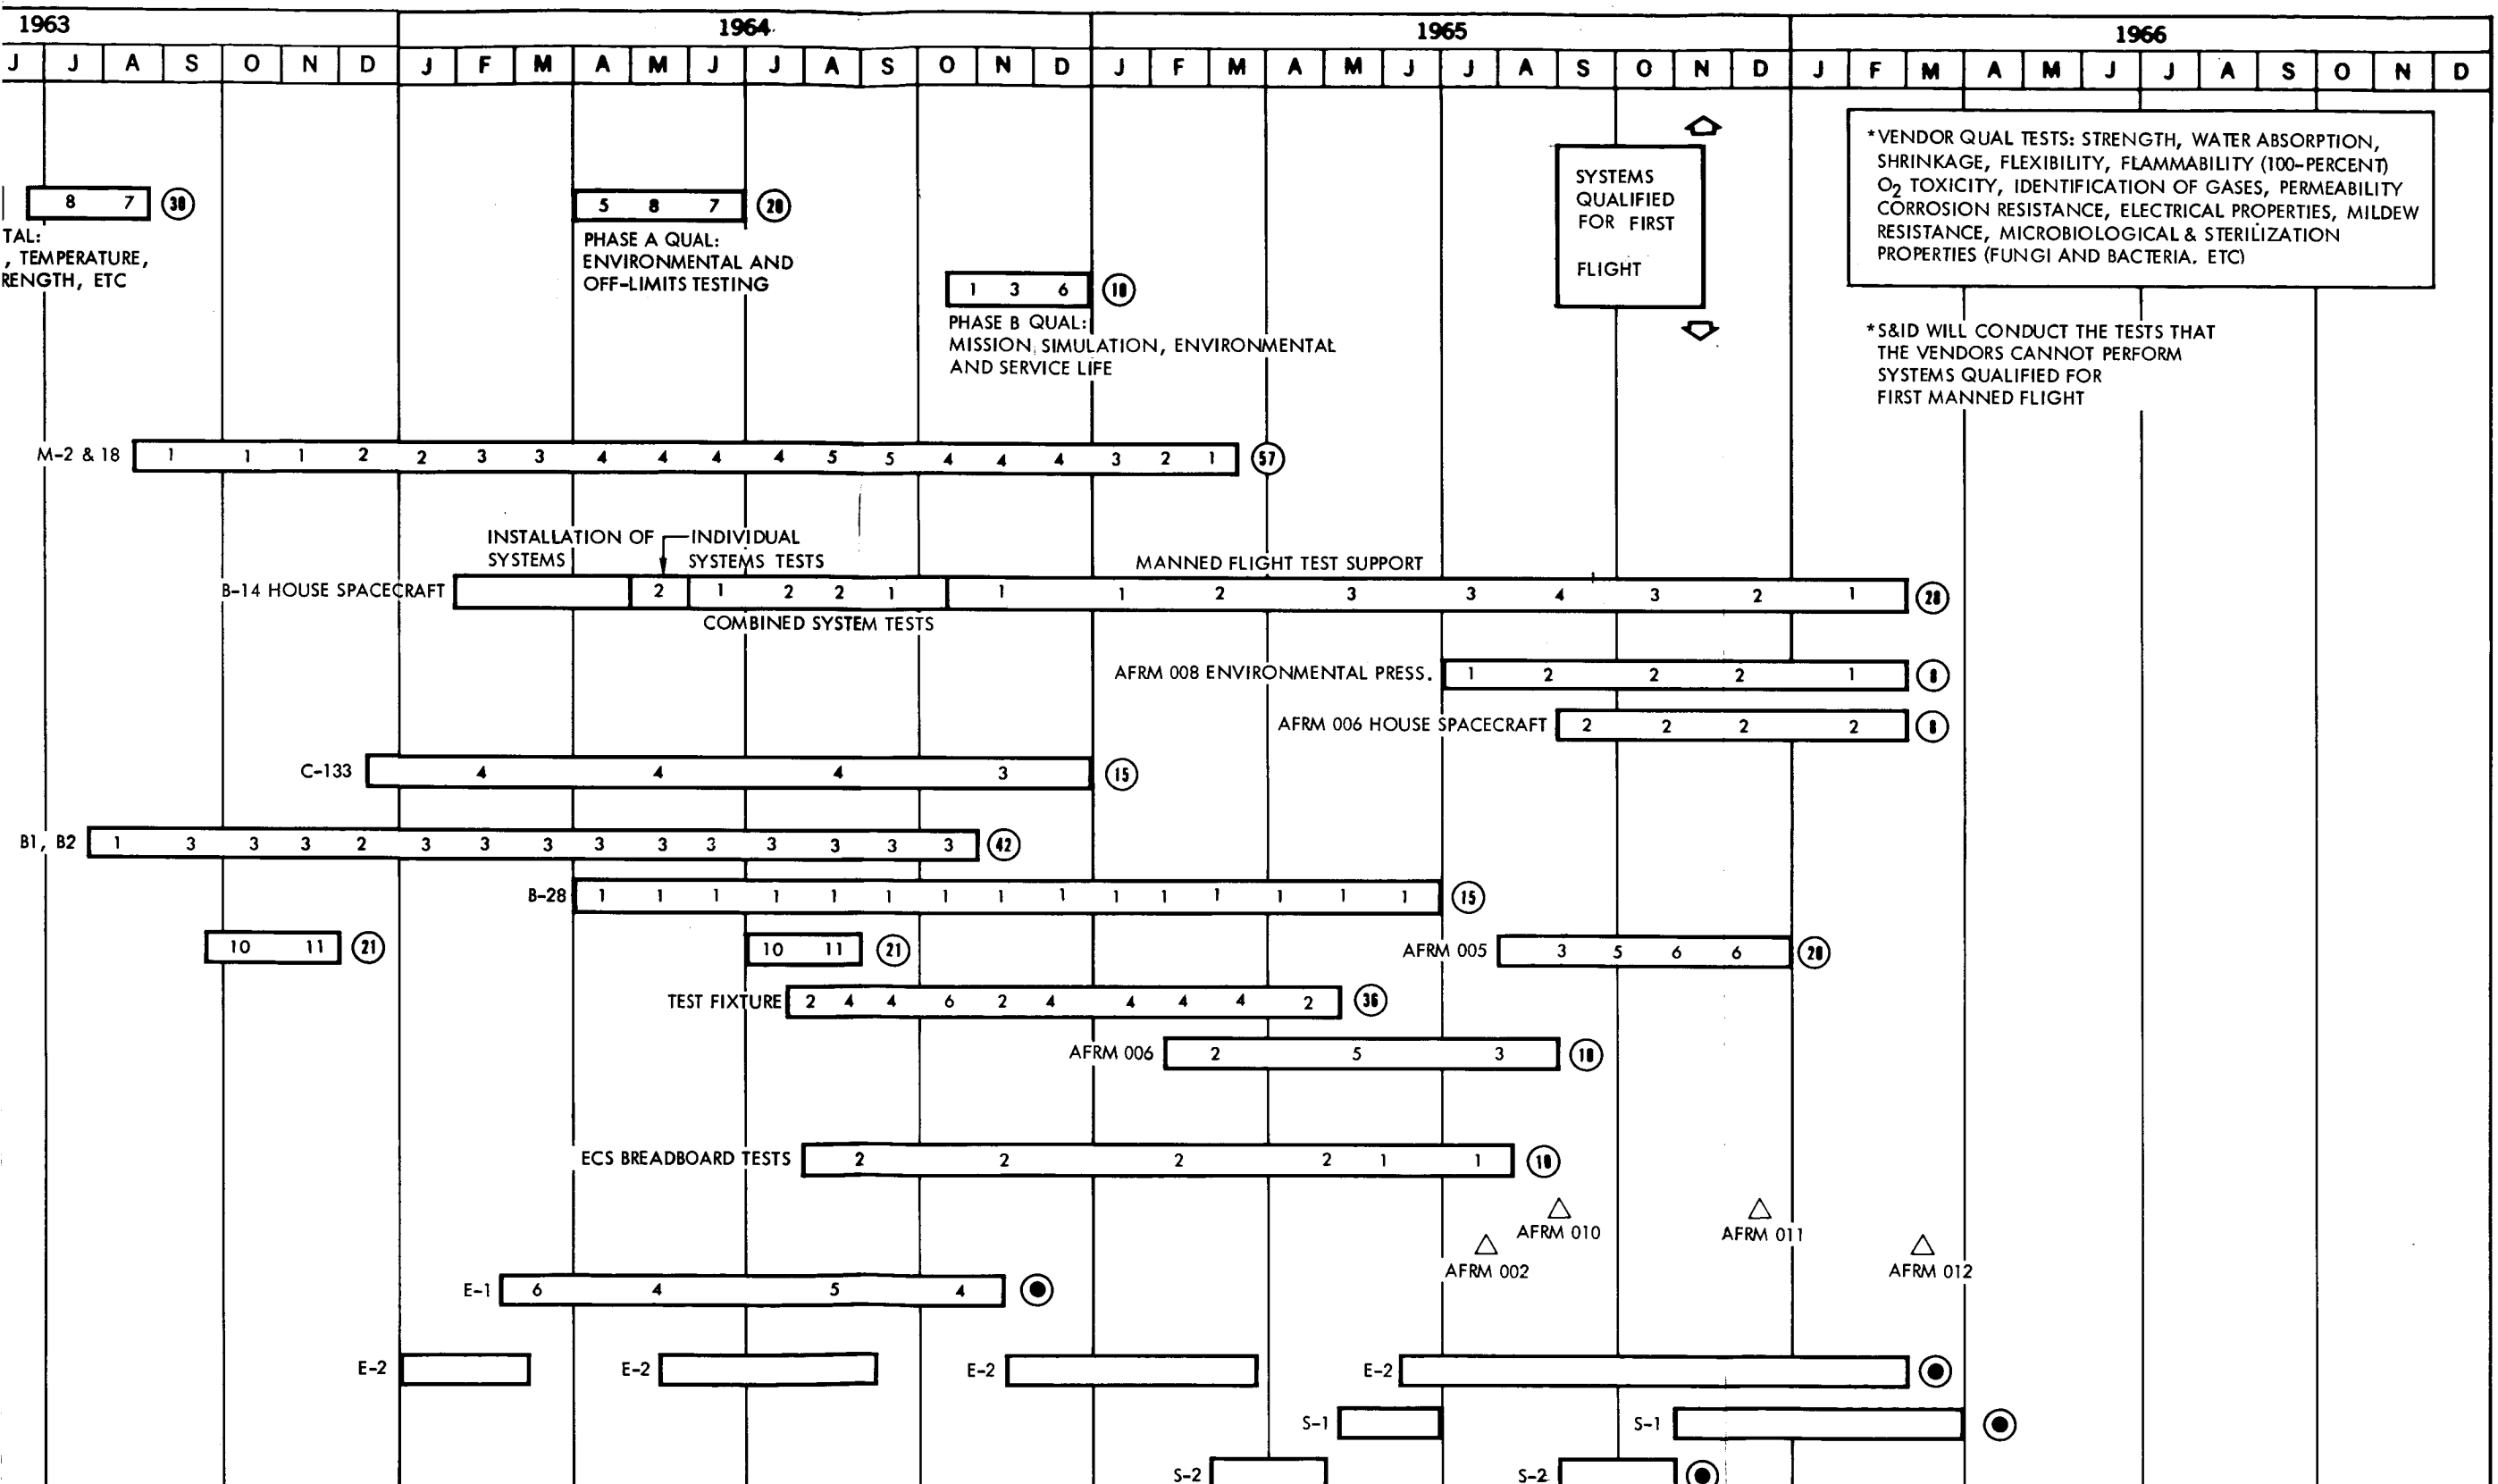 1963 1964 1965 1966
J J A S O N D J F M A M J J A S O N D J F M A M J J A S O N D J F M A M J J A S O N D
*VENDOR QUAL TESTS: STRENGTH, WATER ABSORPTION,
SHRINKAGE, FLEXIBILITY, FLAMMABILITY (100-PERCENT)
O2 TOXICITY, IDENTIFICATION OF GASES, PERMEABILITY
CORROSION RESISTANCE, ELECTRICAL PROPERTIES, MILDEW
RESISTANCE, MICROBIOLOGICAL & STERILIZATION
PROPERTIES (FUNGI AND BACTERIA. ETC)
SYSTEMS
QUALIFIED
FOR FIRST
FLIGHT
8 7 30
TAL:
, TEMPERATURE,
RENGTH, ETC
5 8 7 20
PHASE A QUAL:
ENVIRONMENTAL AND
OFF-LIMITS TESTING
1 3 6 10
PHASE B QUAL:
MISSION SIMULATION, ENVIRONMENTAL
AND SERVICE LIFE
*S&ID WILL CONDUCT THE TESTS THAT
THE VENDORS CANNOT PERFORM
SYSTEMS QUALIFIED FOR
FIRST MANNED FLIGHT
M-2 & 18 1 1 1 2 2 3 3 4 4 4 4 5 5 4 4 4 3 2 1 57
INSTALLATION OF
SYSTEMS
INDIVIDUAL
SYSTEMS TESTS
MANNED FLIGHT TEST SUPPORT
B-14 HOUSE SPACECRAFT 2 1 2 2 1 1 1 2 3 3 4 3 2 1 28
COMBINED SYSTEM TESTS
AFRM 008 ENVIRONMENTAL PRESS. 1 2 2 2 1 8
AFRM 006 HOUSE SPACECRAFT 2 2 2 2 8
C-133 4 4 4 3 15
B1, B2 1 3 3 3 2 3 3 3 3 3 3 3 3 3 3 42
B-28 1 1 1 1 1 1 1 1 1 1 1 1 1 1 1 15
10 11 21 10 11 21 AFRM 005 3 5 6 6 20
TEST FIXTURE 2 4 4 6 2 4 4 4 4 2 36
AFRM 006 2 5 3 10
ECS BREADBOARD TESTS 2 2 2 2 1 1 10
AFRM 010 AFRM 011
AFRM 002 AFRM 012
E-1 6 4 5 4
E-2 E-2 E-2 E-2
S-1 S-1
S-2 S-2